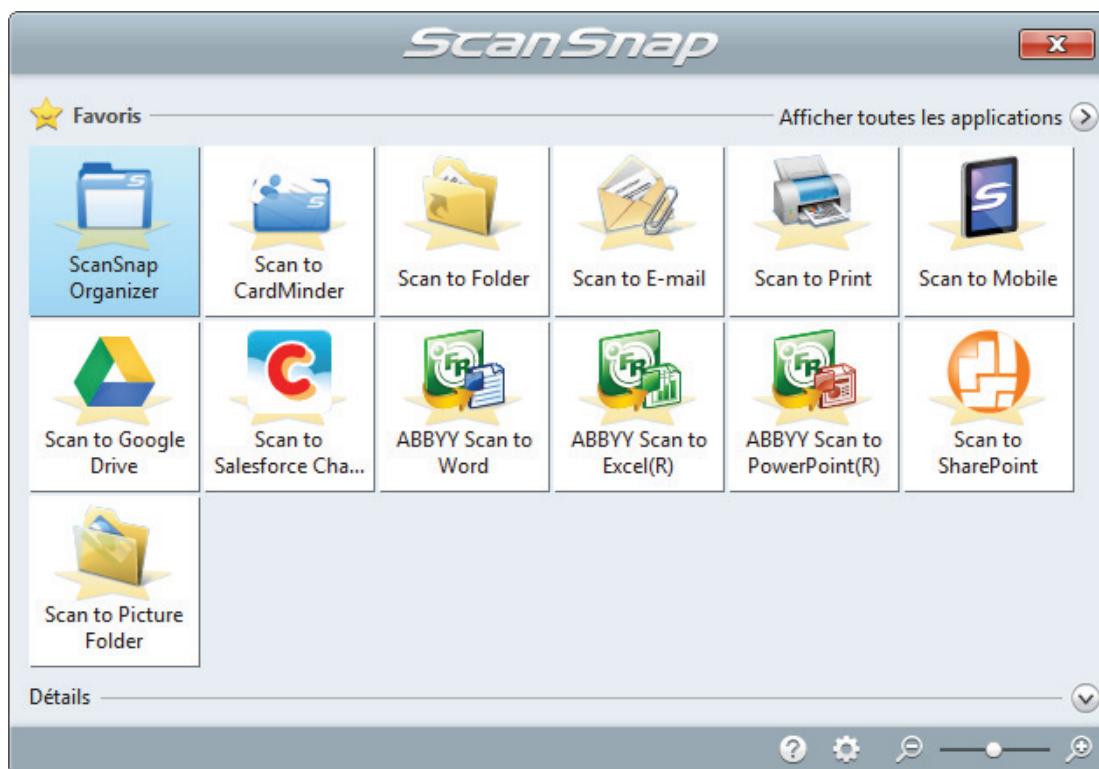 ScanSnap
Favoris
Afficher toutes les applications
ScanSnap
Organizer
Scan to
CardMinder
Scan to Folder
Scan to E-mail
Scan to Print
Scan to Mobile
Scan to Google
Drive
Scan to
Salesforce Cha...
ABBYY Scan to
Word
ABBYY Scan to
Excel(R)
ABBYY Scan to
PowerPoint(R)
Scan to
SharePoint
Scan to Picture
Folder
Détails